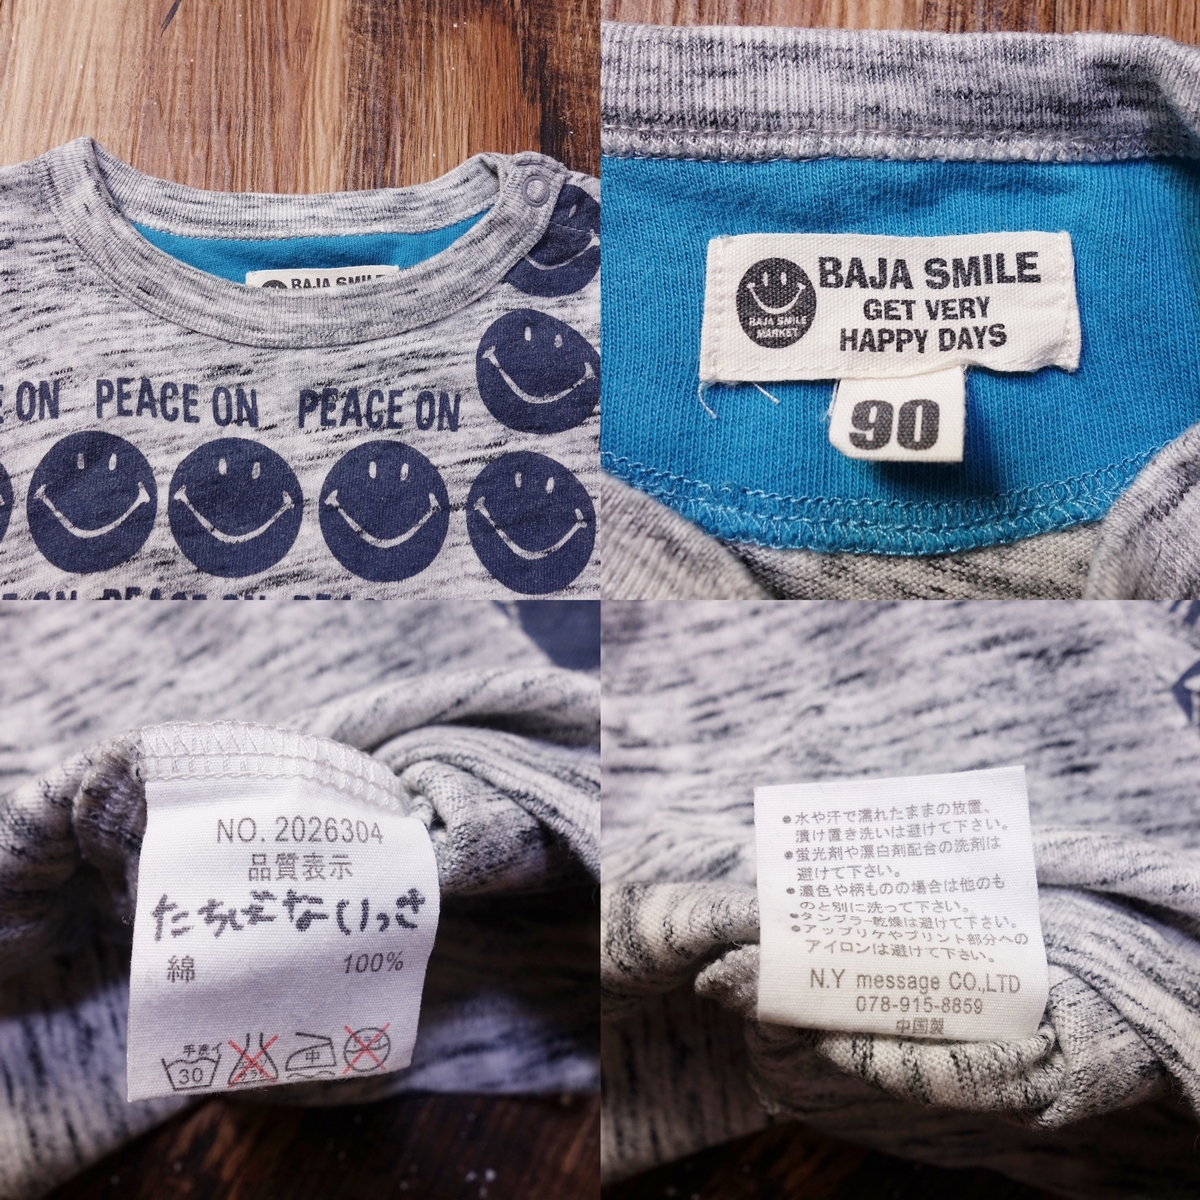 BAJA SMILE
E ON PEACE ON PEACE ON
BAJA SMILE
GET VERY
HAPPY DAYS
BAJA SMILE
MARKET
90
NO. 2026304
品質表示
たちばな いっさ
綿 100%
手洗イ
30
中
●水や汗で濡れたままの放置、
漬け置き洗いは避けて下さい。
●蛍光剤や漂白剤配合の洗剤は
避けて下さい。
●濃色や柄ものの場合は他のも
のと別に洗って下さい。
●タンブラー乾燥は避けて下さい。
●アップリケやプリント部分への
アイロンは避けて下さい。
N.Y message CO.,LTD
078-915-8859
中国製